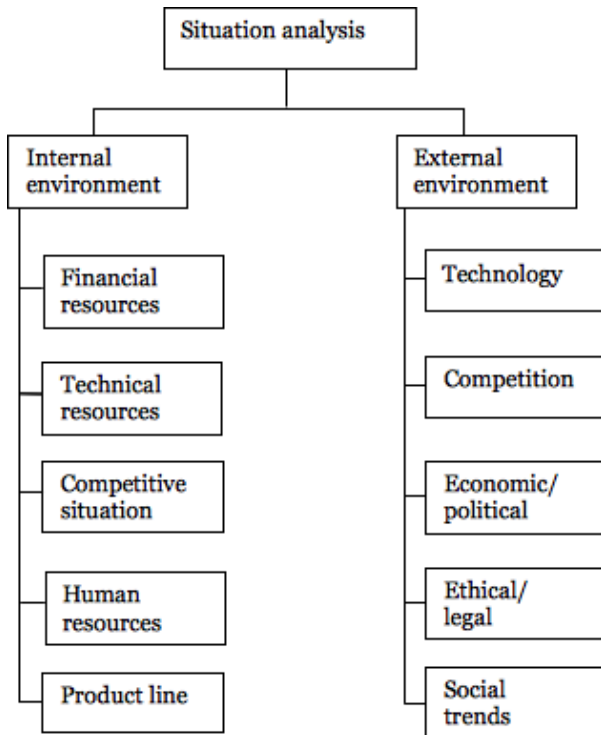 Situation analysis
Internal
environment
Financial
resources
Technical
resources
Competitive
situation
Human
resources
Product line
External
environment
Technology
Competition
Economic/
political
Ethical/
legal
Social
trends